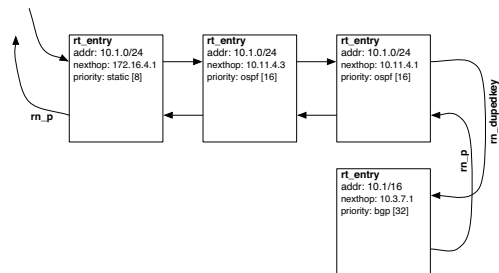 rt_entry
addr: 10.1.0/24
nexthop: 172.16.4.1
priority: static [8]
rt_entry
addr: 10.1.0/24
nexthop: 10.11.4.3
priority: ospf [16]
rt_entry
addr: 10.1.0/24
nexthop: 10.11.4.1
priority: ospf [16]
rn_p
rn_dupedkey
rn_p
rt_entry
addr: 10.1/16
nexthop: 10.3.7.1
priority: bgp [32]